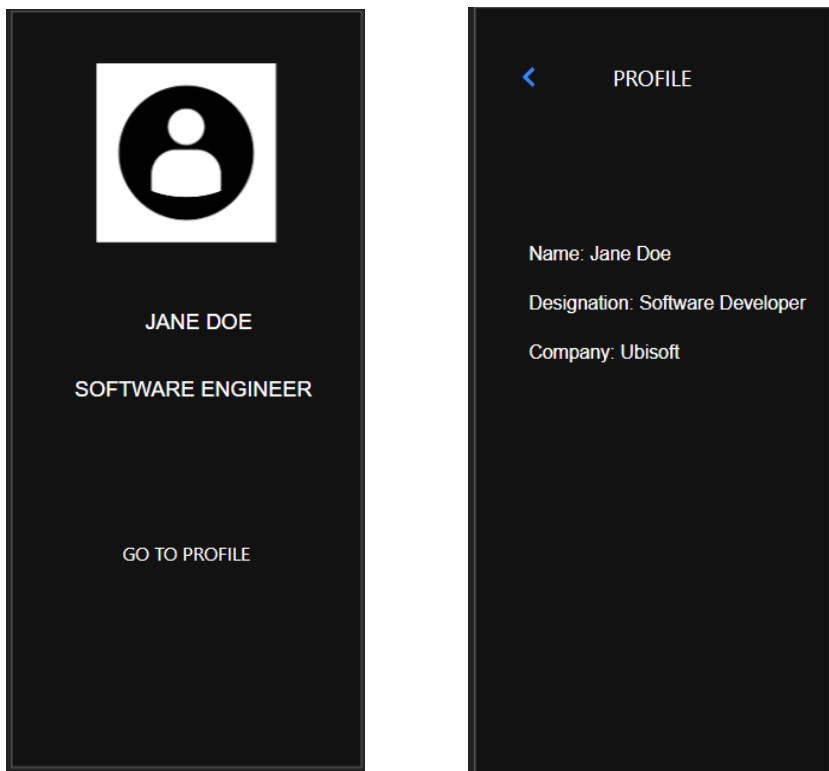 JANE DOE
SOFTWARE ENGINEER
GO TO PROFILE
PROFILE
Name: Jane Doe
Designation: Software Developer
Company: Ubisoft